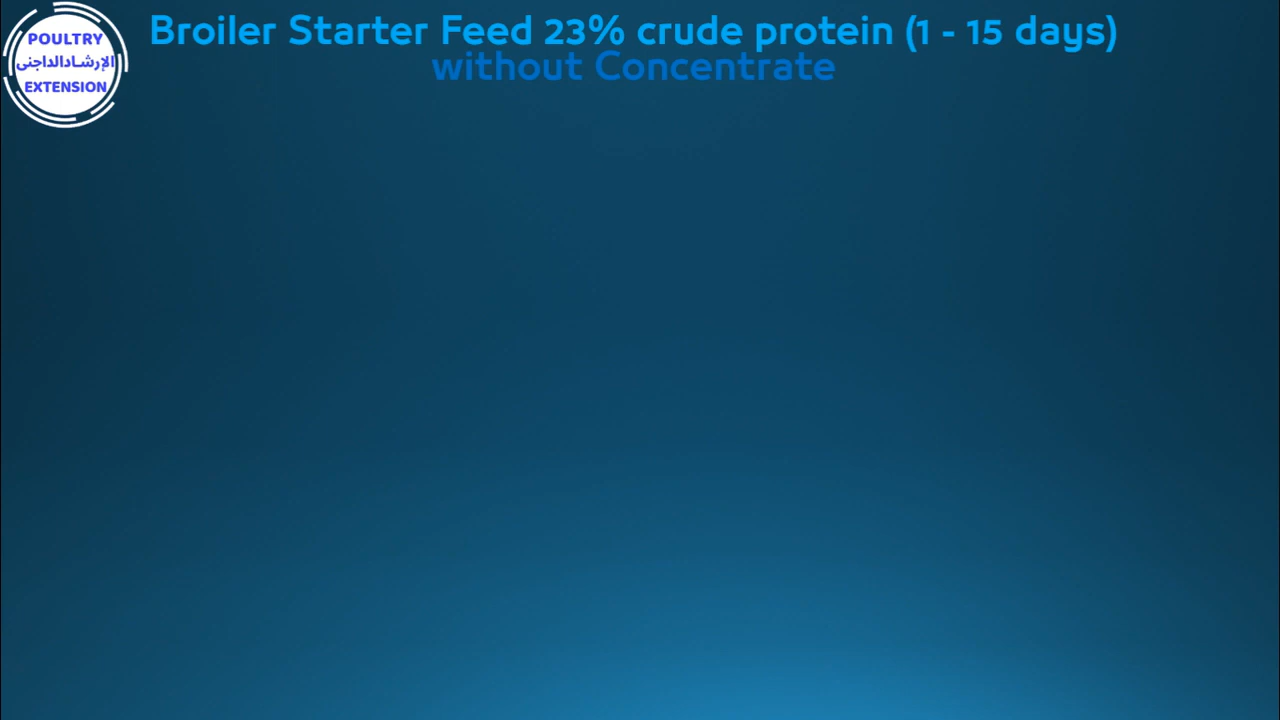 POULTRY
الإرشادالداجنى
EXTENSION
Broiler Starter Feed 23% crude protein (1 - 15 days)
without Concentrate